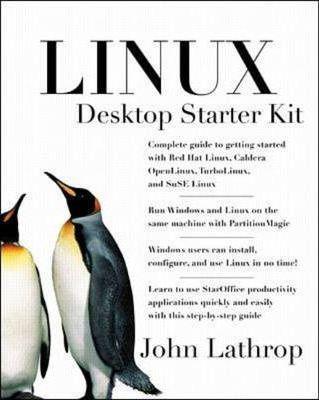 LINUX
Desktop Starter Kit
Complete guide to getting started
with Red Hat Linux, Caldera
OpenLinux, TurboLinux,
and SuSE Linux
Run Windows and Linux on the
same machine with PartitionMagic
Windows users can install,
configure, and use Linux in no time!
Learn to use StarOffice productivity
applications quickly and easily
with this step-by-step guide
John Lathrop